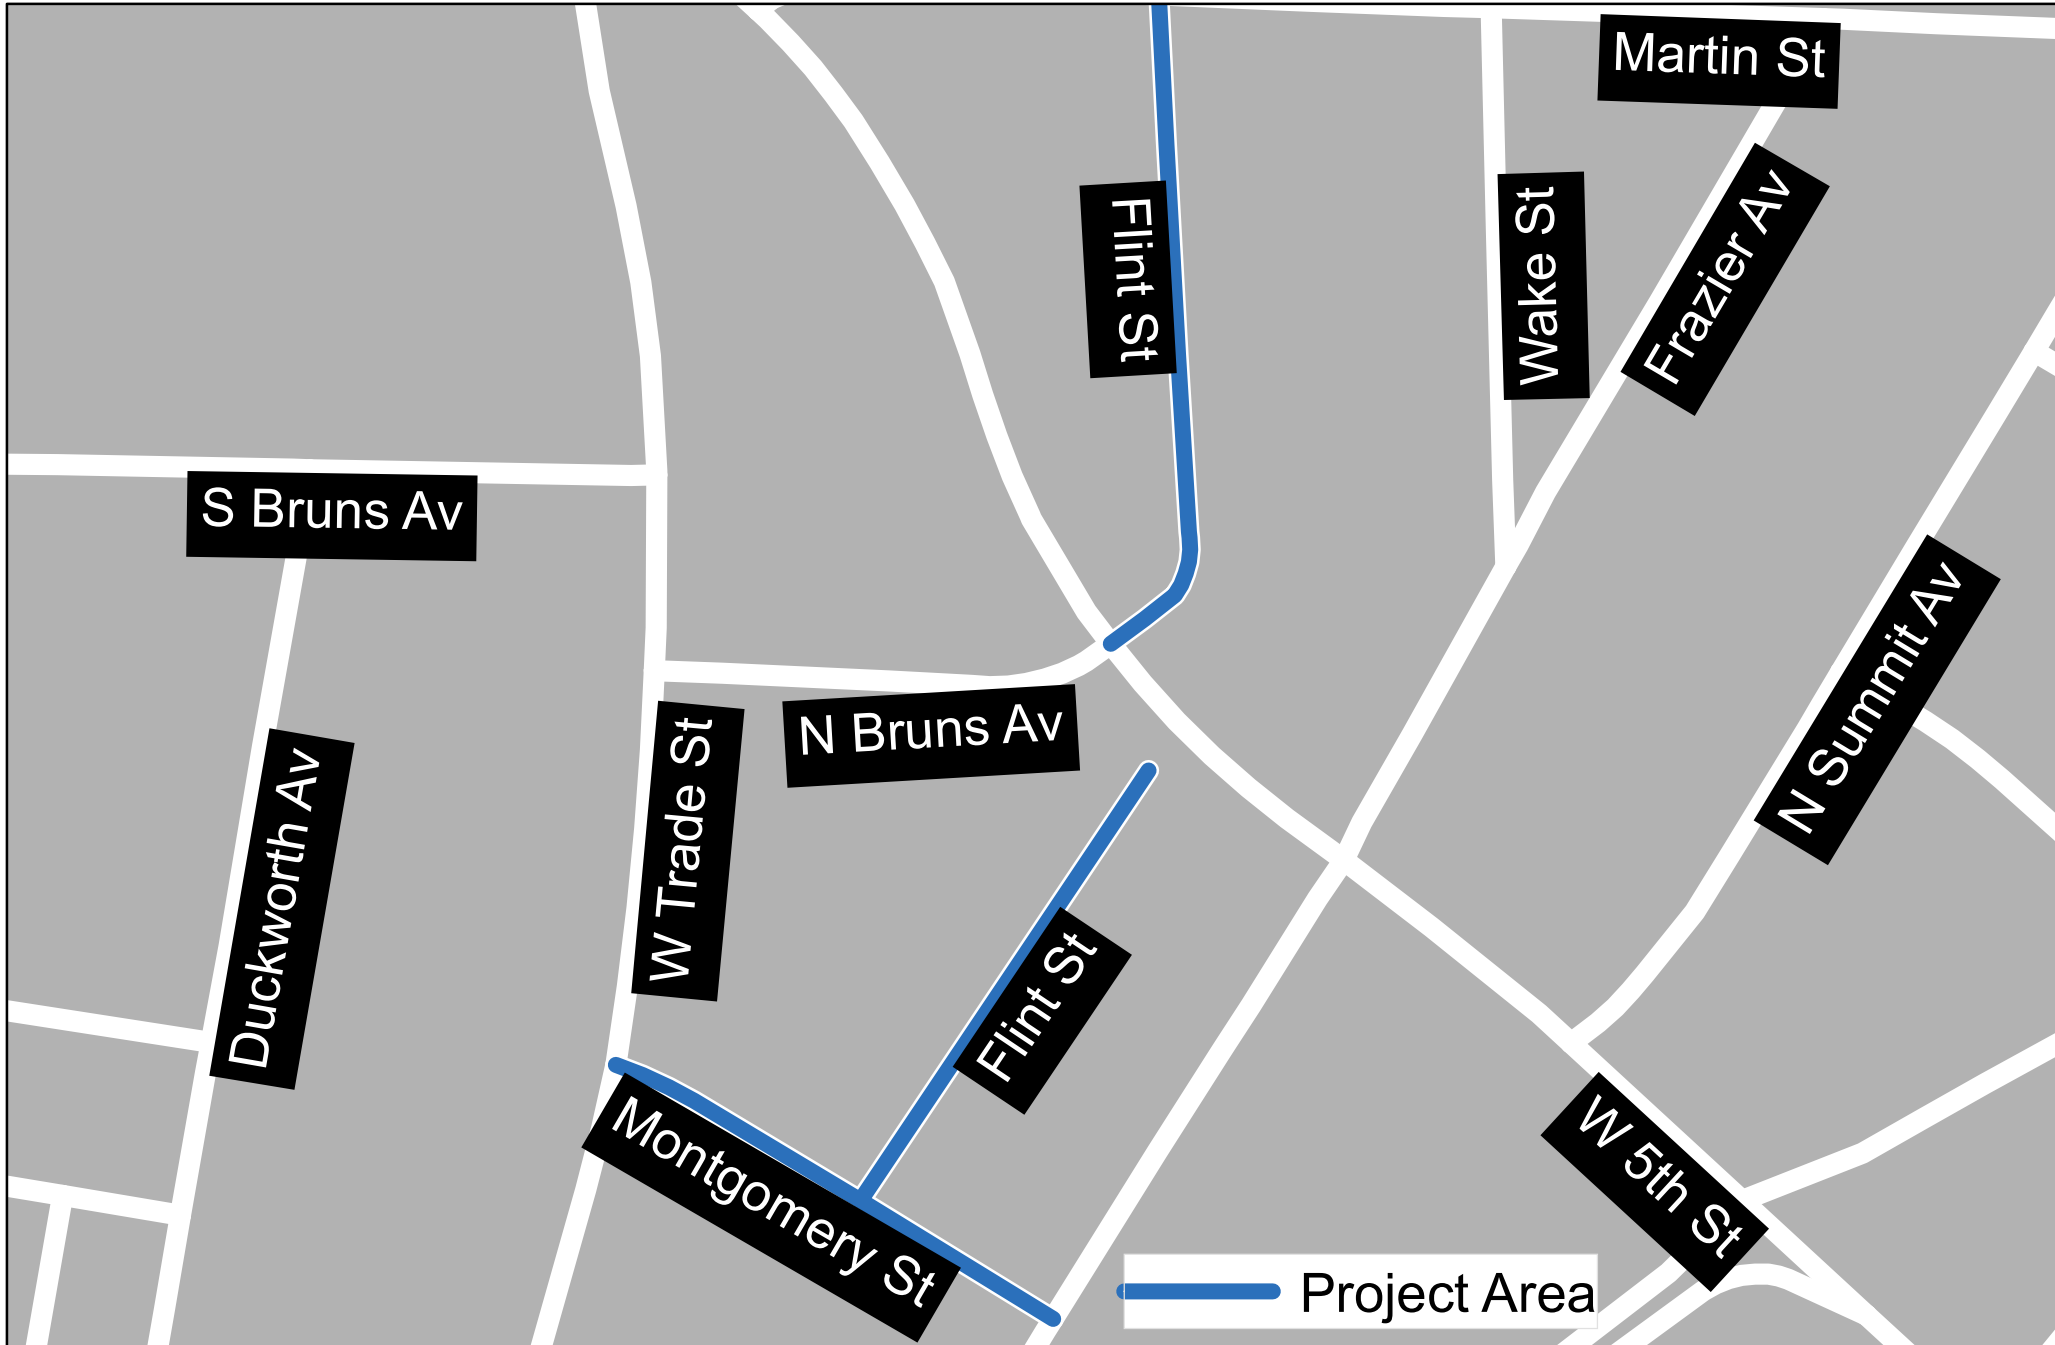 Martin St
Flint St
Wake St
Frazier Av
S Bruns Av
N Summit Av
N Bruns Av
W Trade St
Duckworth Av
Flint St
Montgomery St
W 5th St
Project Area